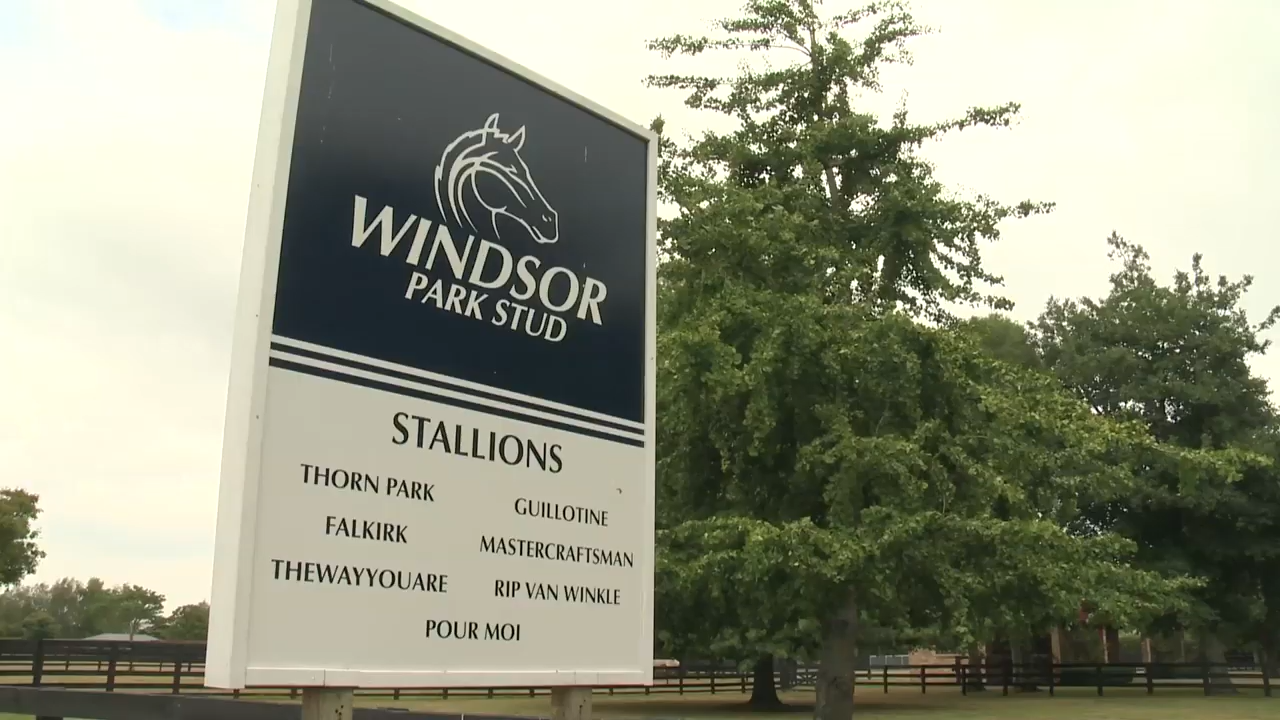 WINDSOR
PARK STUD
STALLIONS
THORN PARK
GUILLOTINE
FALKIRK
MASTERCRAFTSMAN
THEWAYYOUARE
RIP VAN WINKLE
POUR MOI